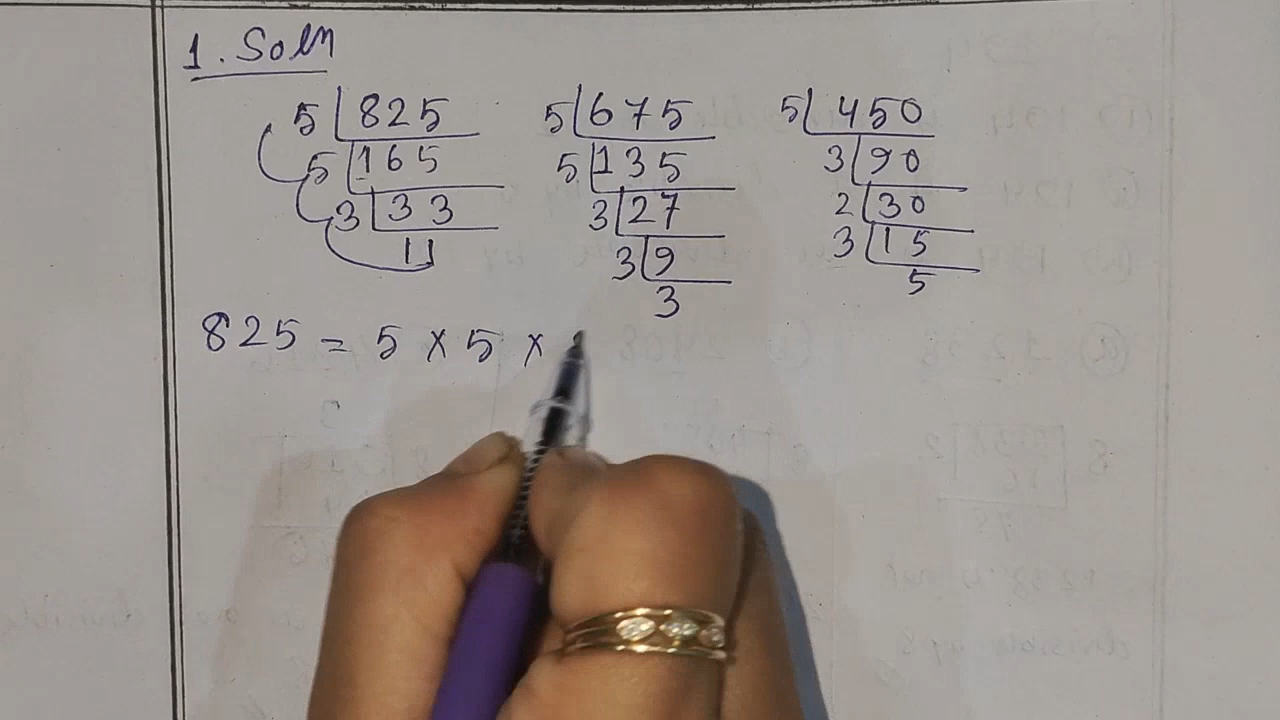 1. Soln
5 825 5 675 5 450
5 165 5 135 3 90
3 33 3 27 2 30
11 3 9 3 15
3 5
825 = 5 × 5 ×